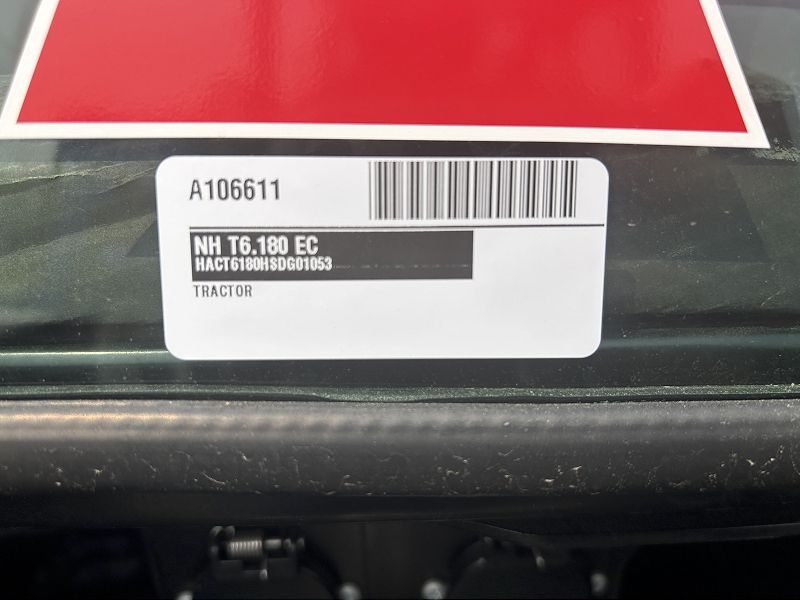 A106611
NH T6.180 EC
HACT6180HSDG01053
TRACTOR